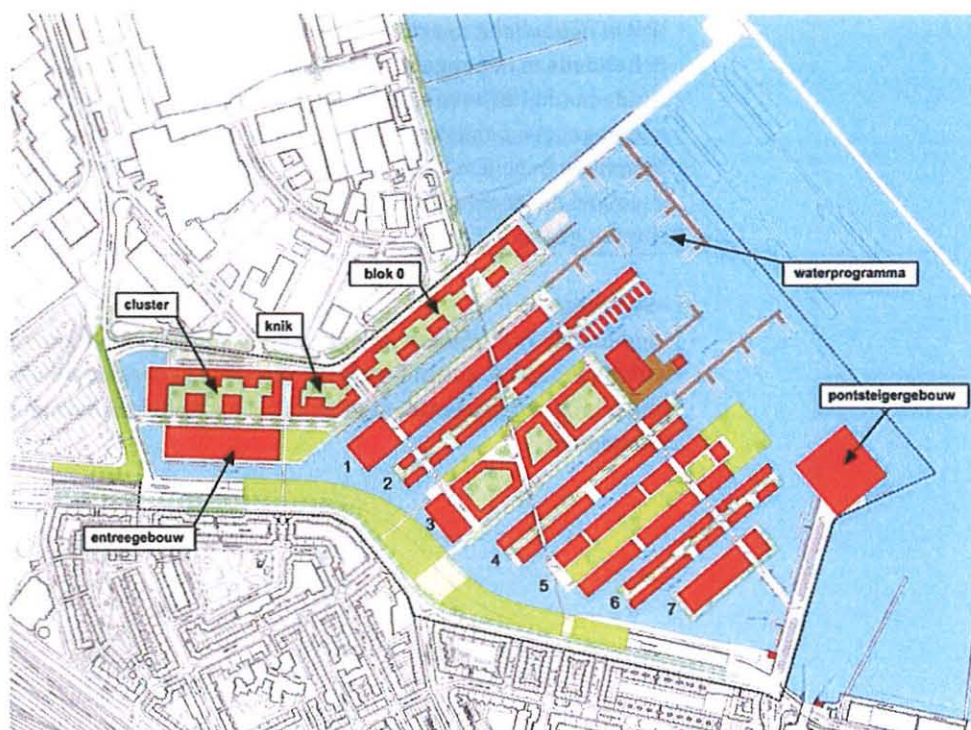 blok 0
waterprogramma
cluster
knik
pontsteigergebouw
1
2
3
entreegebouw
4
5
6
7